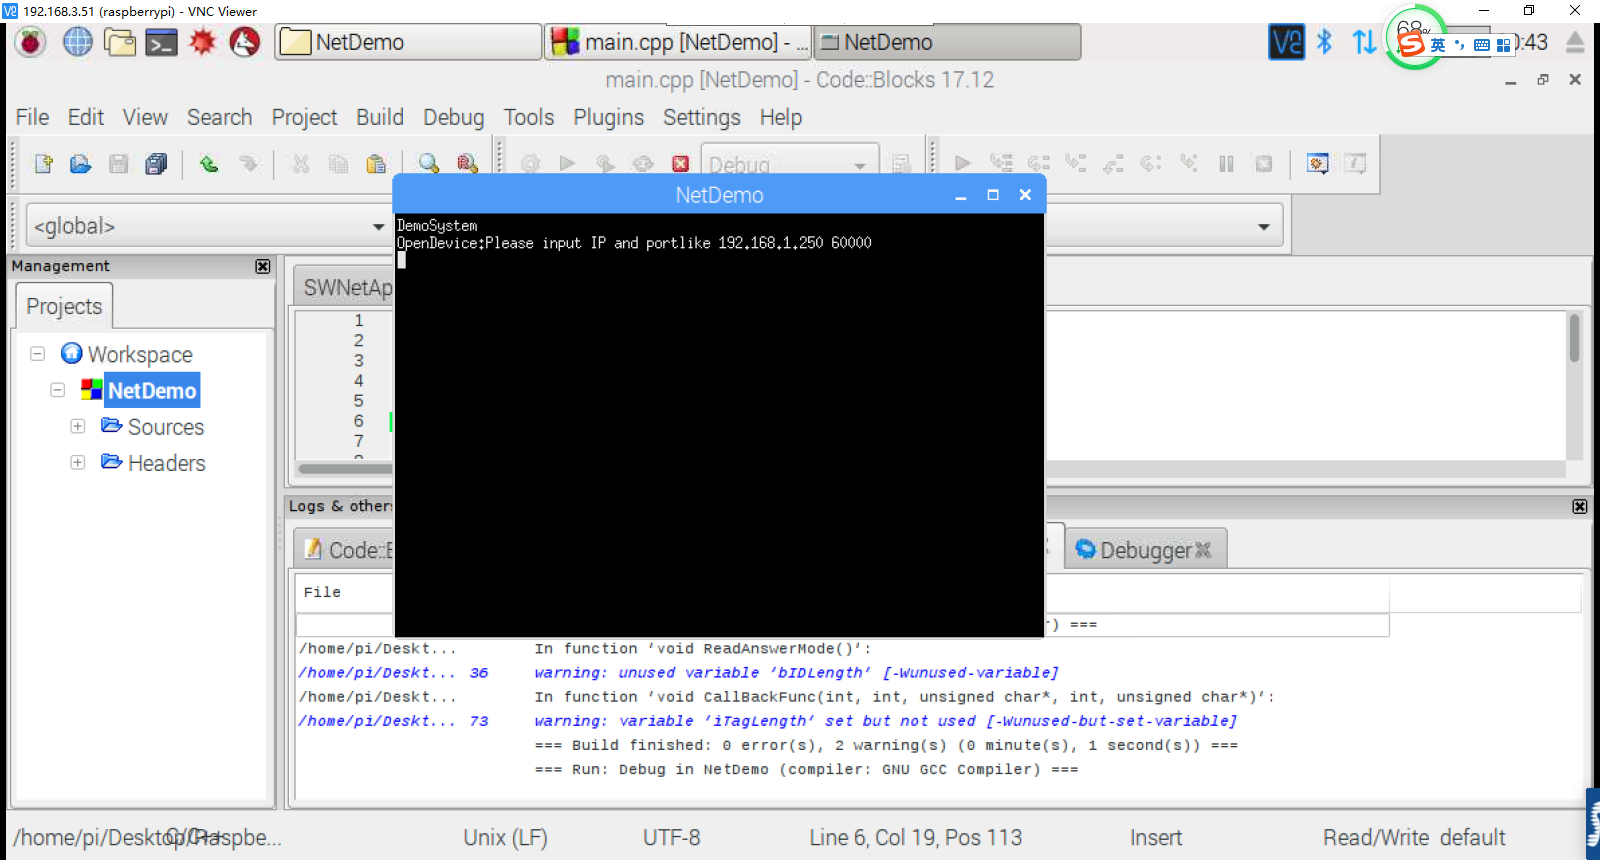 192.168.3.51 (raspberrypi) - VNC Viewer
NetDemo
main.cpp [NetDemo] - ...
NetDemo
68%
英
:43
main.cpp [NetDemo] - Code::Blocks 17.12
File Edit View Search Project Build Debug Tools Plugins Settings Help
Debug
<global>
NetDemo
DemoSystem
OpenDevice:Please input IP and portlike 192.168.1.250 60000
Management
Projects
Workspace
NetDemo
Sources
Headers
SWNetAp
1
2
3
4
5
6
7
Logs & others
Code::B
Debugger
File
) ===
/home/pi/Deskt... In function ‘void ReadAnswerMode()’:
/home/pi/Deskt... 36 warning: unused variable ‘bIDLength’ [-Wunused-variable]
/home/pi/Deskt... In function ‘void CallBackFunc(int, int, unsigned char*, int, unsigned char*)’:
/home/pi/Deskt... 73 warning: variable ‘iTagLength’ set but not used [-Wunused-but-set-variable]
=== Build finished: 0 error(s), 2 warning(s) (0 minute(s), 1 second(s)) ===
=== Run: Debug in NetDemo (compiler: GNU GCC Compiler) ===
/home/pi/Desktop/Raspbe... C/C++ Unix (LF) UTF-8 Line 6, Col 19, Pos 113 Insert Read/Write default